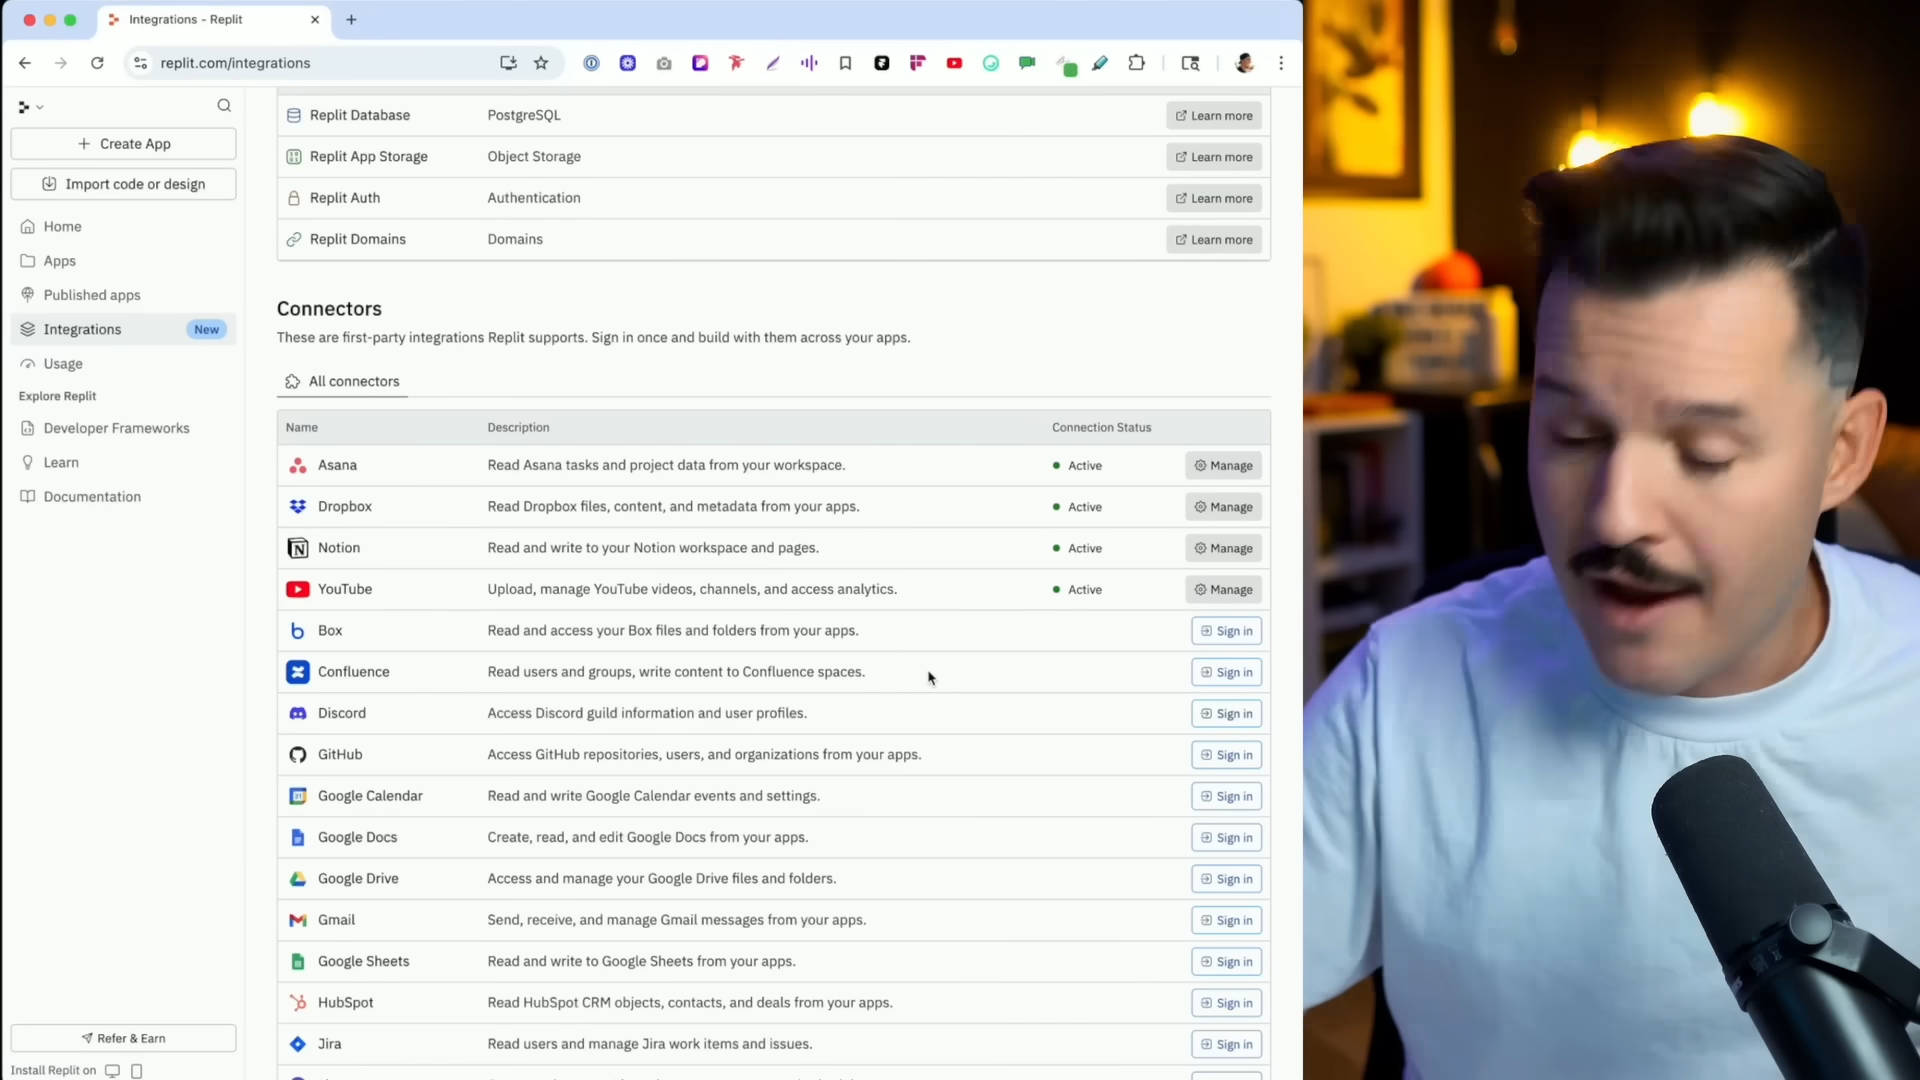 Integrations - Replit
replit.com/integrations
Create App
Import code or design
Home
Apps
Published apps
Integrations New
Usage
Explore Replit
Developer Frameworks
Learn
Documentation
Refer & Earn
Install Replit on
Replit Database PostgreSQL Learn more
Replit App Storage Object Storage Learn more
Replit Auth Authentication Learn more
Replit Domains Domains Learn more
Connectors
These are first-party integrations Replit supports. Sign in once and build with them across your apps.
All connectors
Name Description Connection Status
Asana Read Asana tasks and project data from your workspace. Active Manage
Dropbox Read Dropbox files, content, and metadata from your apps. Active Manage
Notion Read and write to your Notion workspace and pages. Active Manage
YouTube Upload, manage YouTube videos, channels, and access analytics. Active Manage
Box Read and access your Box files and folders from your apps. Sign in
Confluence Read users and groups, write content to Confluence spaces. Sign in
Discord Access Discord guild information and user profiles. Sign in
GitHub Access GitHub repositories, users, and organizations from your apps. Sign in
Google Calendar Read and write Google Calendar events and settings. Sign in
Google Docs Create, read, and edit Google Docs from your apps. Sign in
Google Drive Access and manage your Google Drive files and folders. Sign in
Gmail Send, receive, and manage Gmail messages from your apps. Sign in
Google Sheets Read and write to Google Sheets from your apps. Sign in
HubSpot Read HubSpot CRM objects, contacts, and deals from your apps. Sign in
Jira Read users and manage Jira work items and issues. Sign in